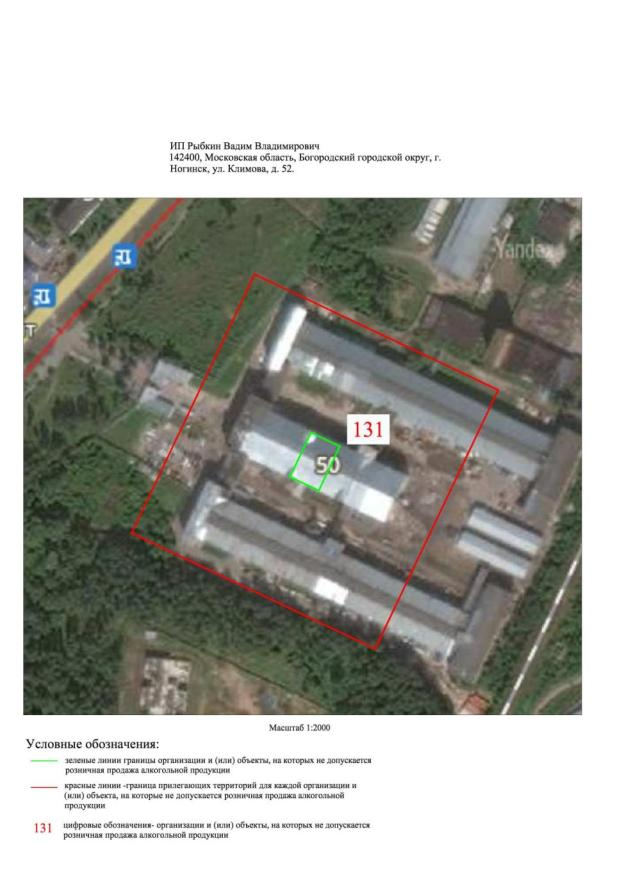 ИП Рыбкин Вадим Владимирович
142400, Московская область, Богородский городской округ, г.
Ногинск, ул. Климова, д. 52.
Yandex
т
131
50
Масштаб 1:2000
Условные обозначения:
зеленые линии границы организации и (или) объекты, на которых не допускается
розничная продажа алкогольной продукции
красные линии -граница прилегающих территорий для каждой организации и
(или) объекта, на которые не допускается розничная продажа алкогольной
продукции
131 цифровые обозначения- организации и (или) объекты, на которых не допускается
розничная продажа алкогольной продукции